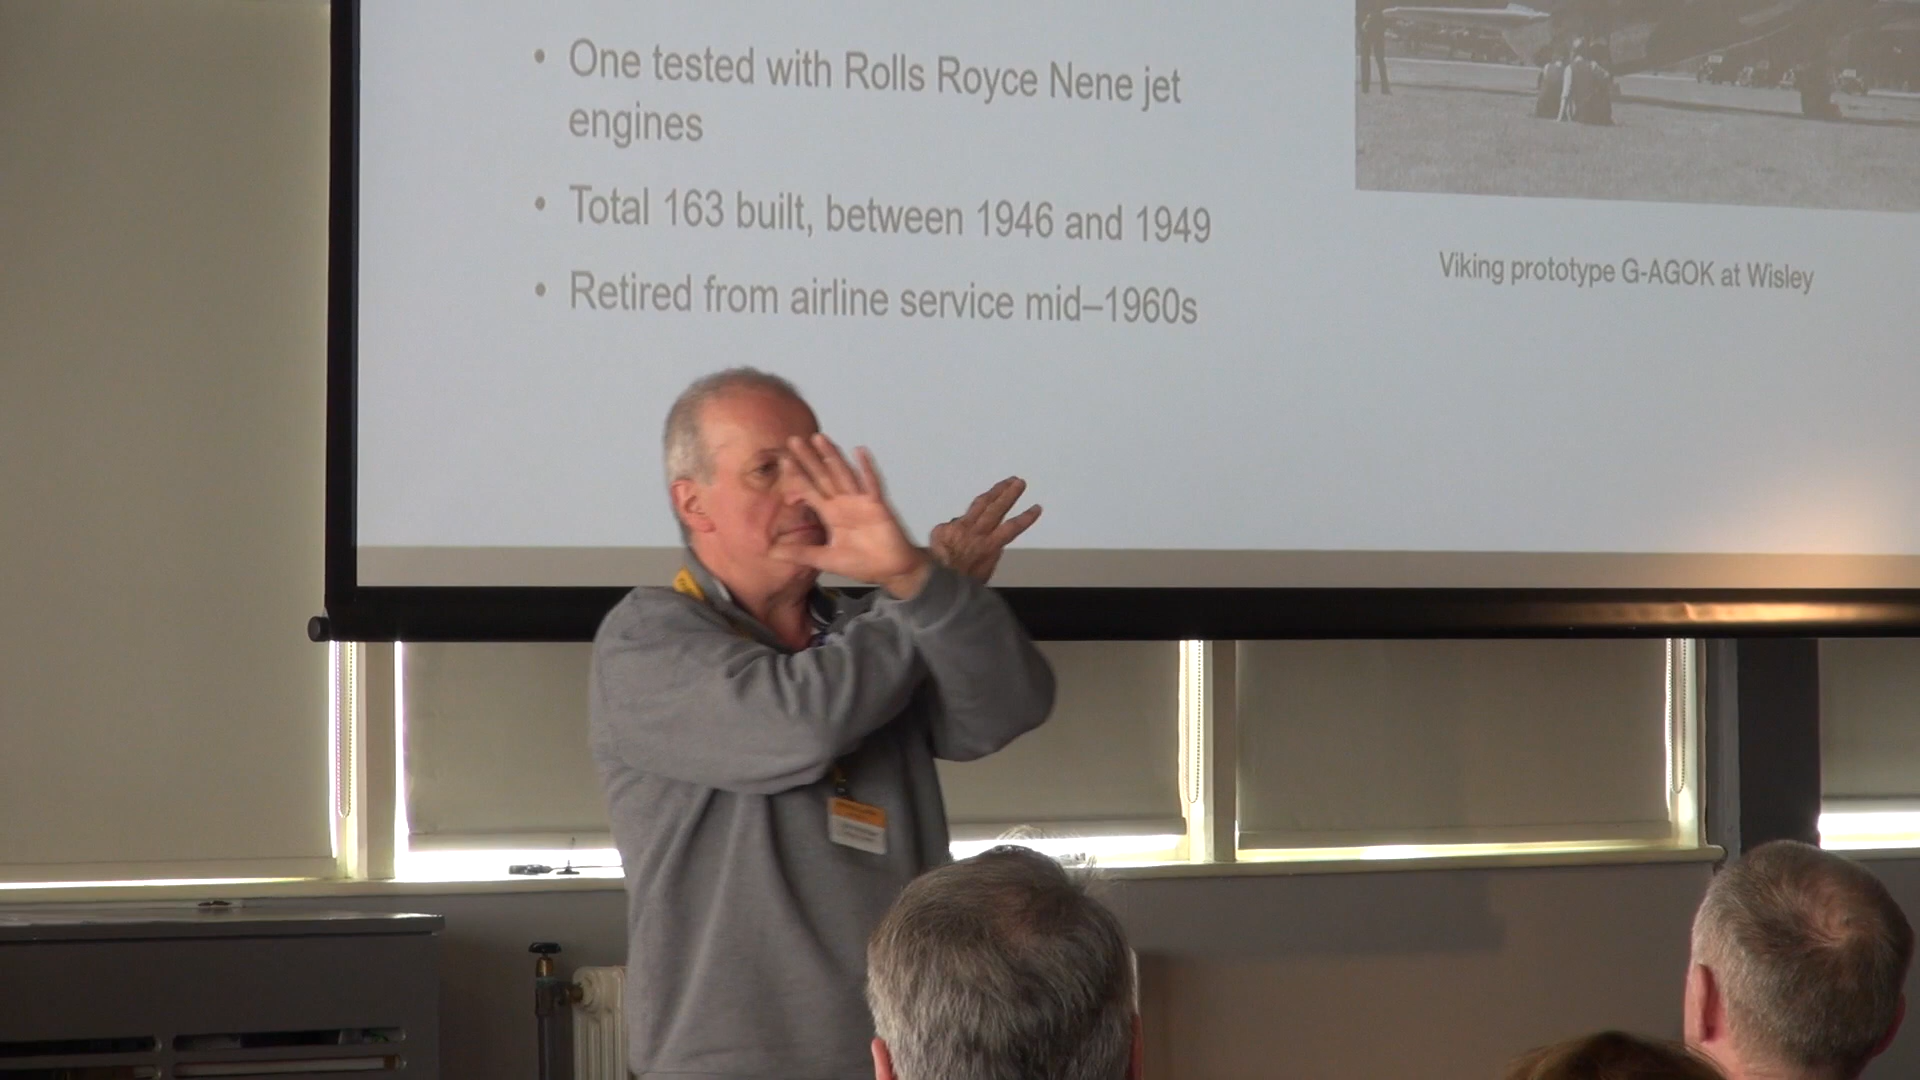 • One tested with Rolls Royce Nene jet
engines
• Total 163 built, between 1946 and 1949
• Retired from airline service mid–1960s
Viking prototype G-AGOK at Wisley